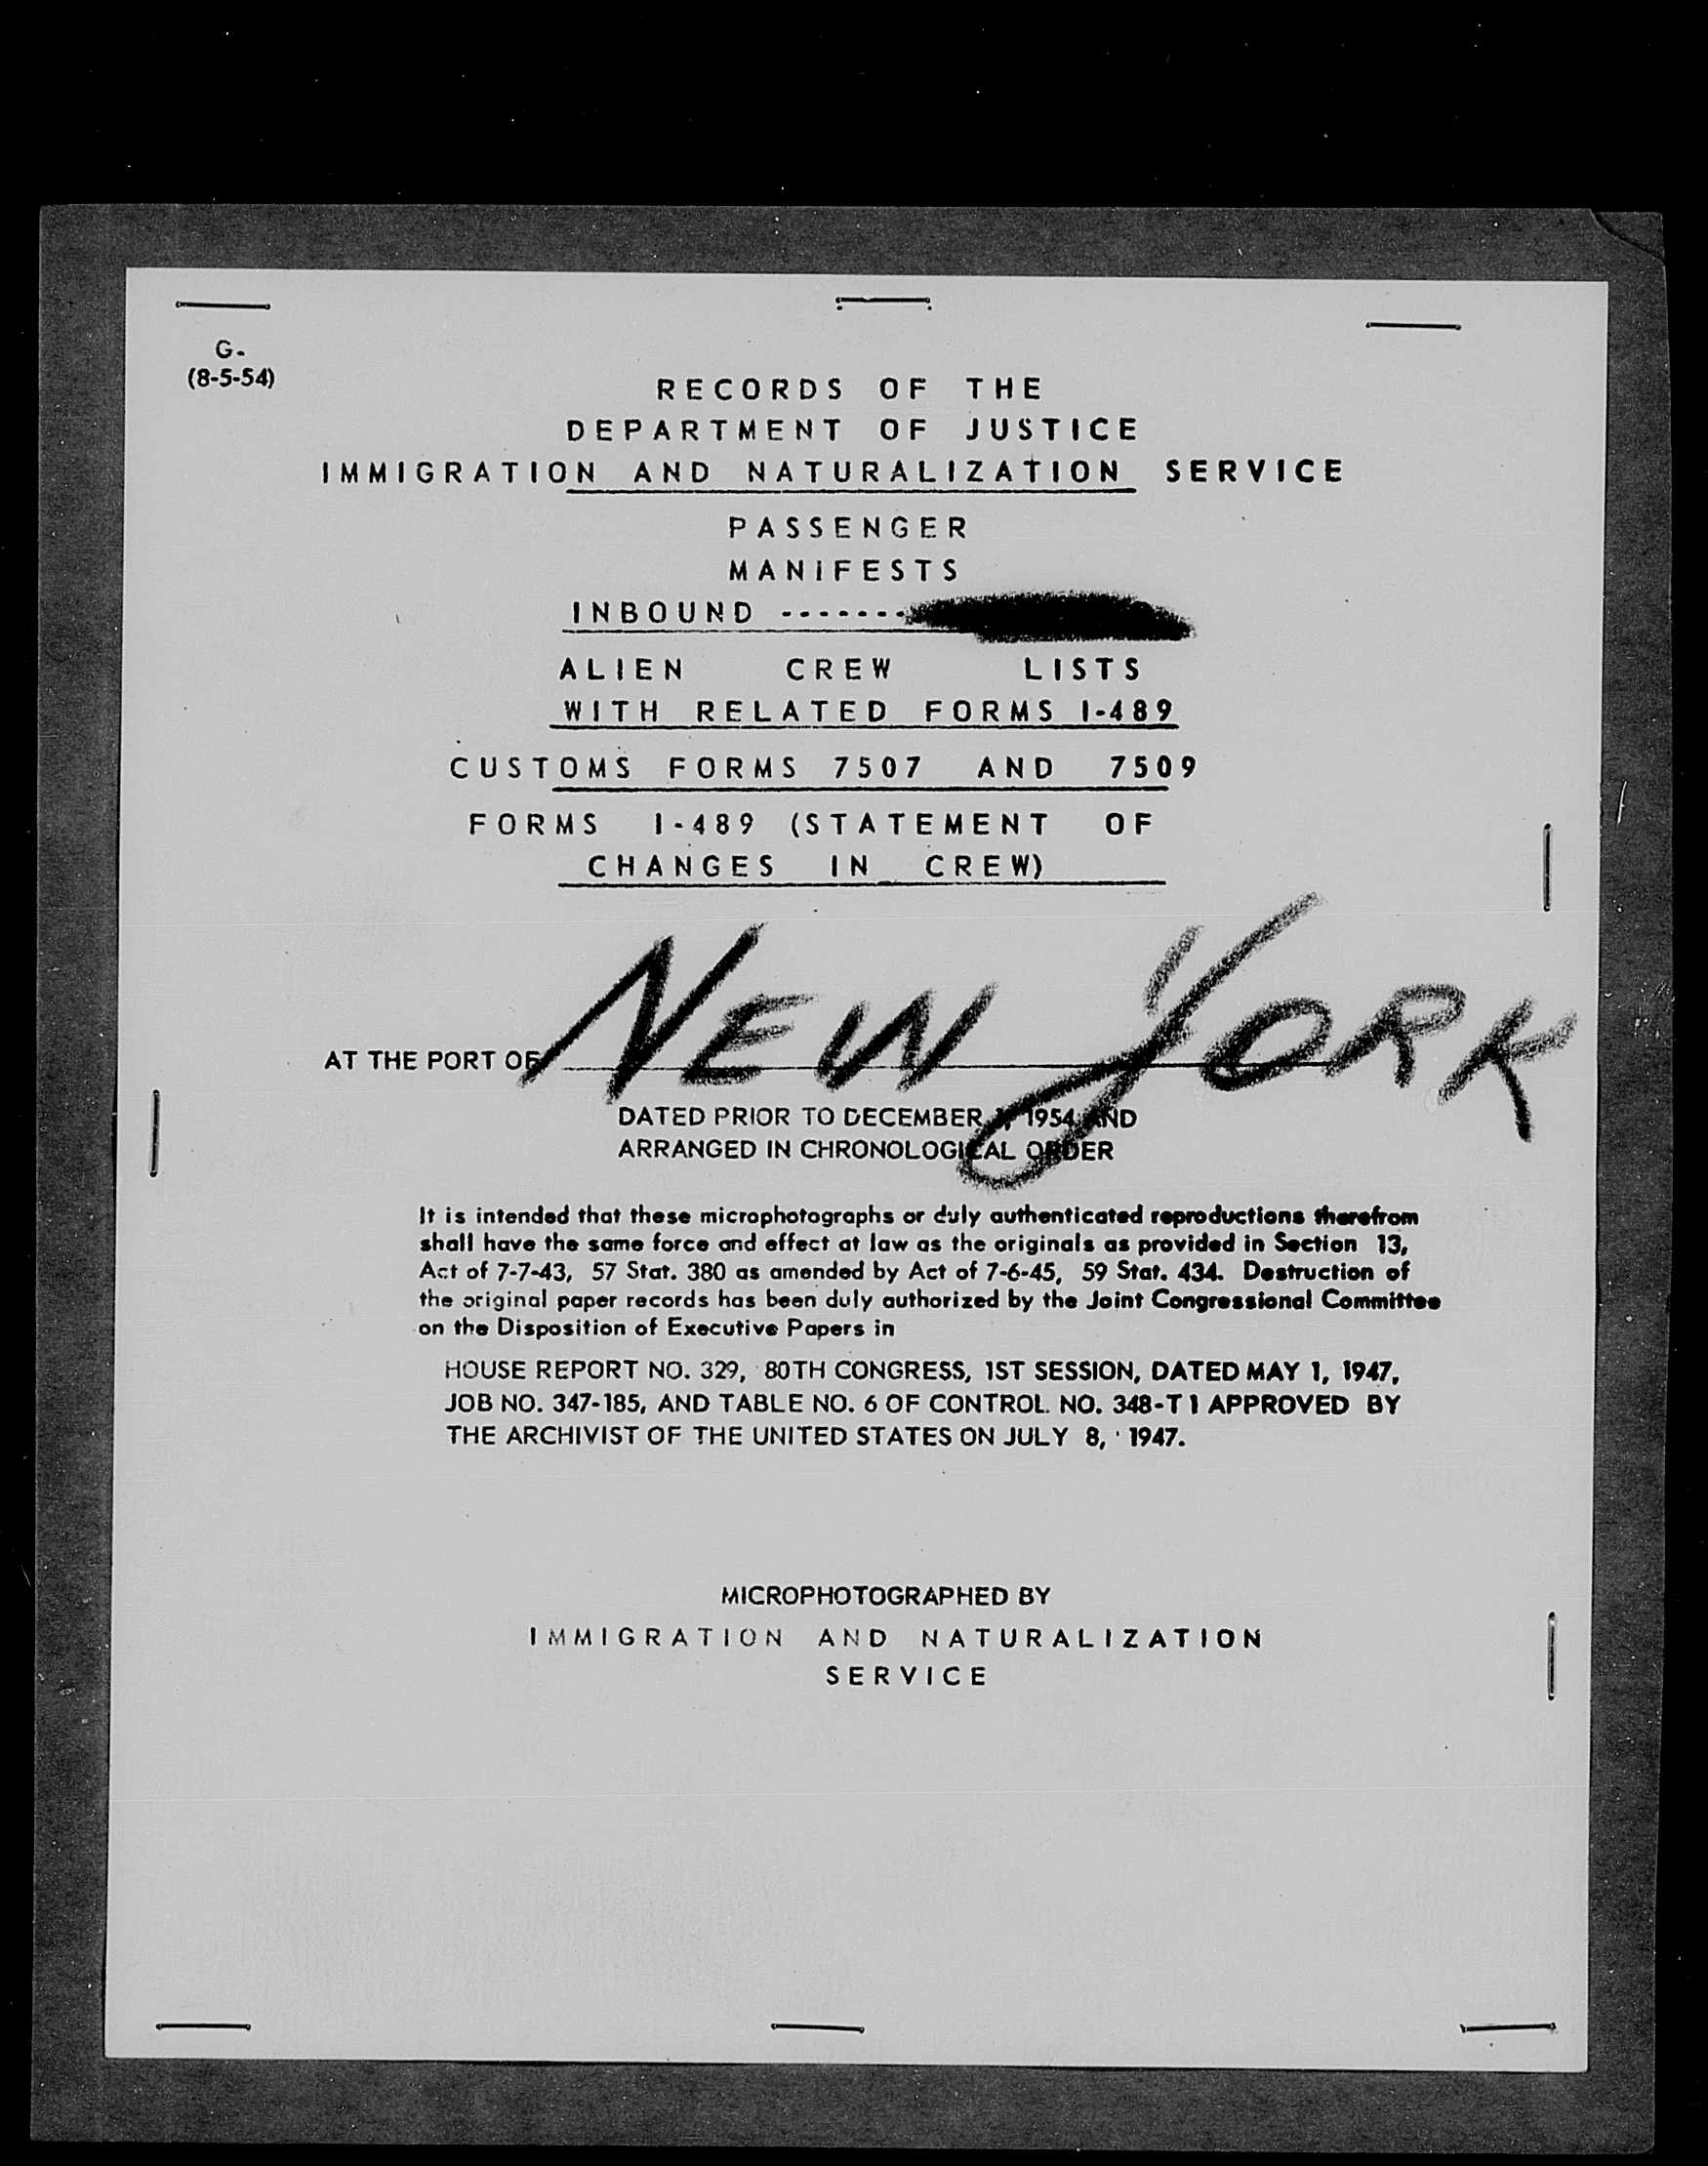 G-
(8-5-54)
RECORDS OF THE
DEPARTMENT OF JUSTICE
IMMIGRATION AND NATURALIZATION SERVICE
PASSENGER
MANIFESTS
INBOUND -------
ALIEN CREW LISTS
WITH RELATED FORMS I-489
CUSTOMS FORMS 7507 AND 7509
FORMS I-489 (STATEMENT OF
CHANGES IN CREW)
AT THE PORT OF NEW YORK
DATED PRIOR TO DECEMBER 1954 AND
ARRANGED IN CHRONOLOGICAL ORDER
It is intended that these microphotographs or duly authenticated reproductions therefrom
shall have the same force and effect at law as the originals as provided in Section 13,
Act of 7-7-43, 57 Stat. 380 as amended by Act of 7-6-45, 59 Stat. 434. Destruction of
the original paper records has been duly authorized by the Joint Congressional Committee
on the Disposition of Executive Papers in
HOUSE REPORT NO. 329, 80TH CONGRESS, 1ST SESSION, DATED MAY 1, 1947,
JOB NO. 347-185, AND TABLE NO. 6 OF CONTROL NO. 348-T1 APPROVED BY
THE ARCHIVIST OF THE UNITED STATES ON JULY 8, 1947.
MICROPHOTOGRAPHED BY
IMMIGRATION AND NATURALIZATION
SERVICE